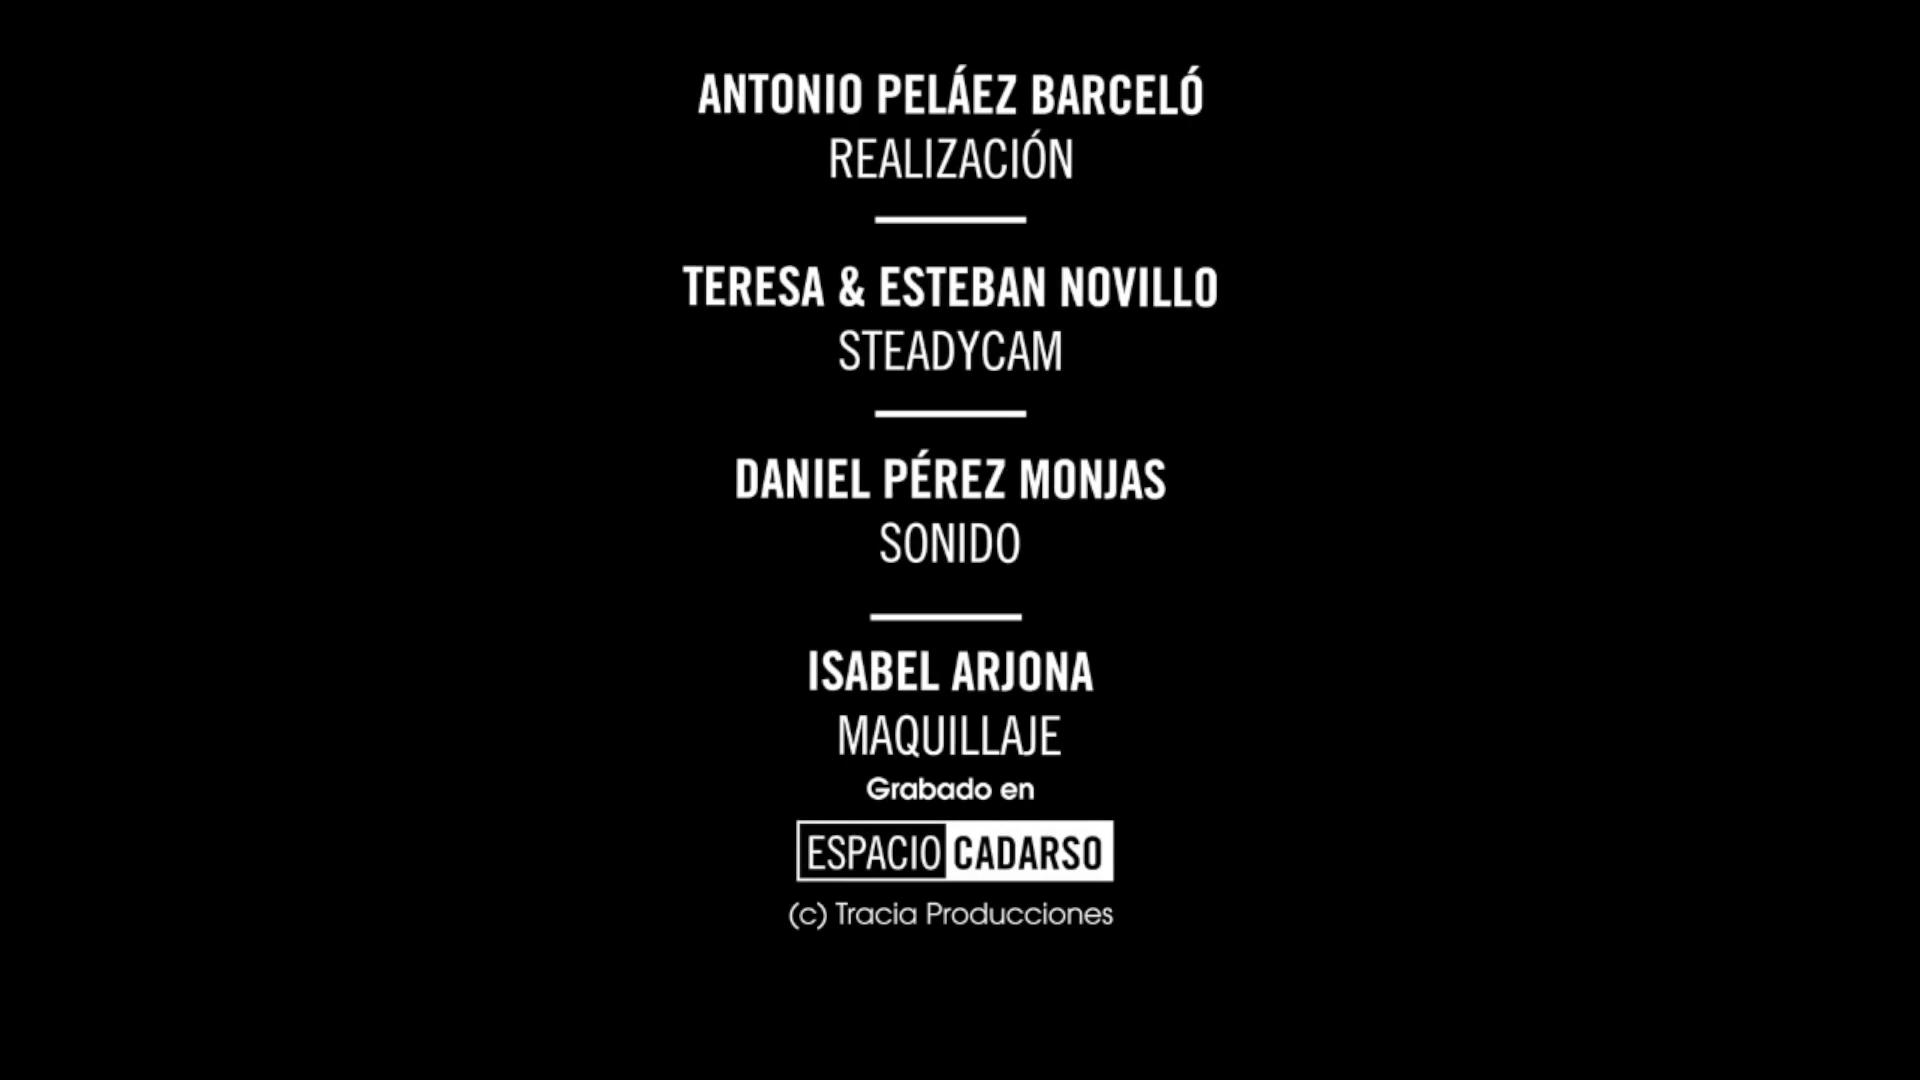 ANTONIO PELÁEZ BARCELÓ
REALIZACIÓN
TERESA & ESTEBAN NOVILLO
STEADYCAM
DANIEL PÉREZ MONJAS
SONIDO
ISABEL ARJONA
MAQUILLAJE
Grabado en
ESPACIO CADARSO
(c) Tracia Producciones